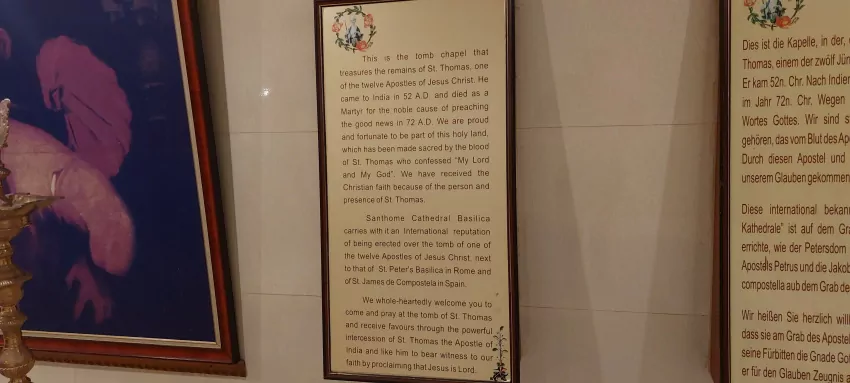 This is the tomb chapel that
treasures the remains of St. Thomas, one
of the twelve Apostles of Jesus Christ. He
came to India in 52 A.D. and died as a
Martyr for the noble cause of preaching
the good news in 72 A.D. We are proud
and fortunate to be part of this holy land,
which has been made sacred by the blood
of St. Thomas who confessed "My Lord
and My God". We have received the
Christian faith because of the person and
presence of St. Thomas.
Santhome Cathedral Basilica
carries with it an International reputation
of being erected over the tomb of one of
the twelve Apostles of Jesus Christ, next
to that of St. Peter's Basilica in Rome and
of St. James de Compostela in Spain.
We whole-heartedly welcome you to
come and pray at the tomb of St. Thomas
and receive favours through the powerful
intercession of St. Thomas the Apostle of
India and like him to bear witness to our
faith by proclaiming that Jesus is Lord.
Dies ist die Kapelle, in der,
Thomas, einem der zwölf Jün
Er kam 52n. Chr. Nach Indien
im Jahr 72n. Chr. Wegen
Wortes Gottes. Wir sind s
gehören, das vom Blut des Apo
Durch diesen Apostel und
unserem Glauben gekommen
Diese international bekan
Kathedrale" ist auf dem Gra
errichte, wie der Petersdom
Apostels Petrus und die Jakob
compostella aub dem Grab de
Wir heißen Sie herzlich will
dass sie am Grab des Apostel
seine Fürbitten die Gnade Got
er für den Glauben Zeugnis a